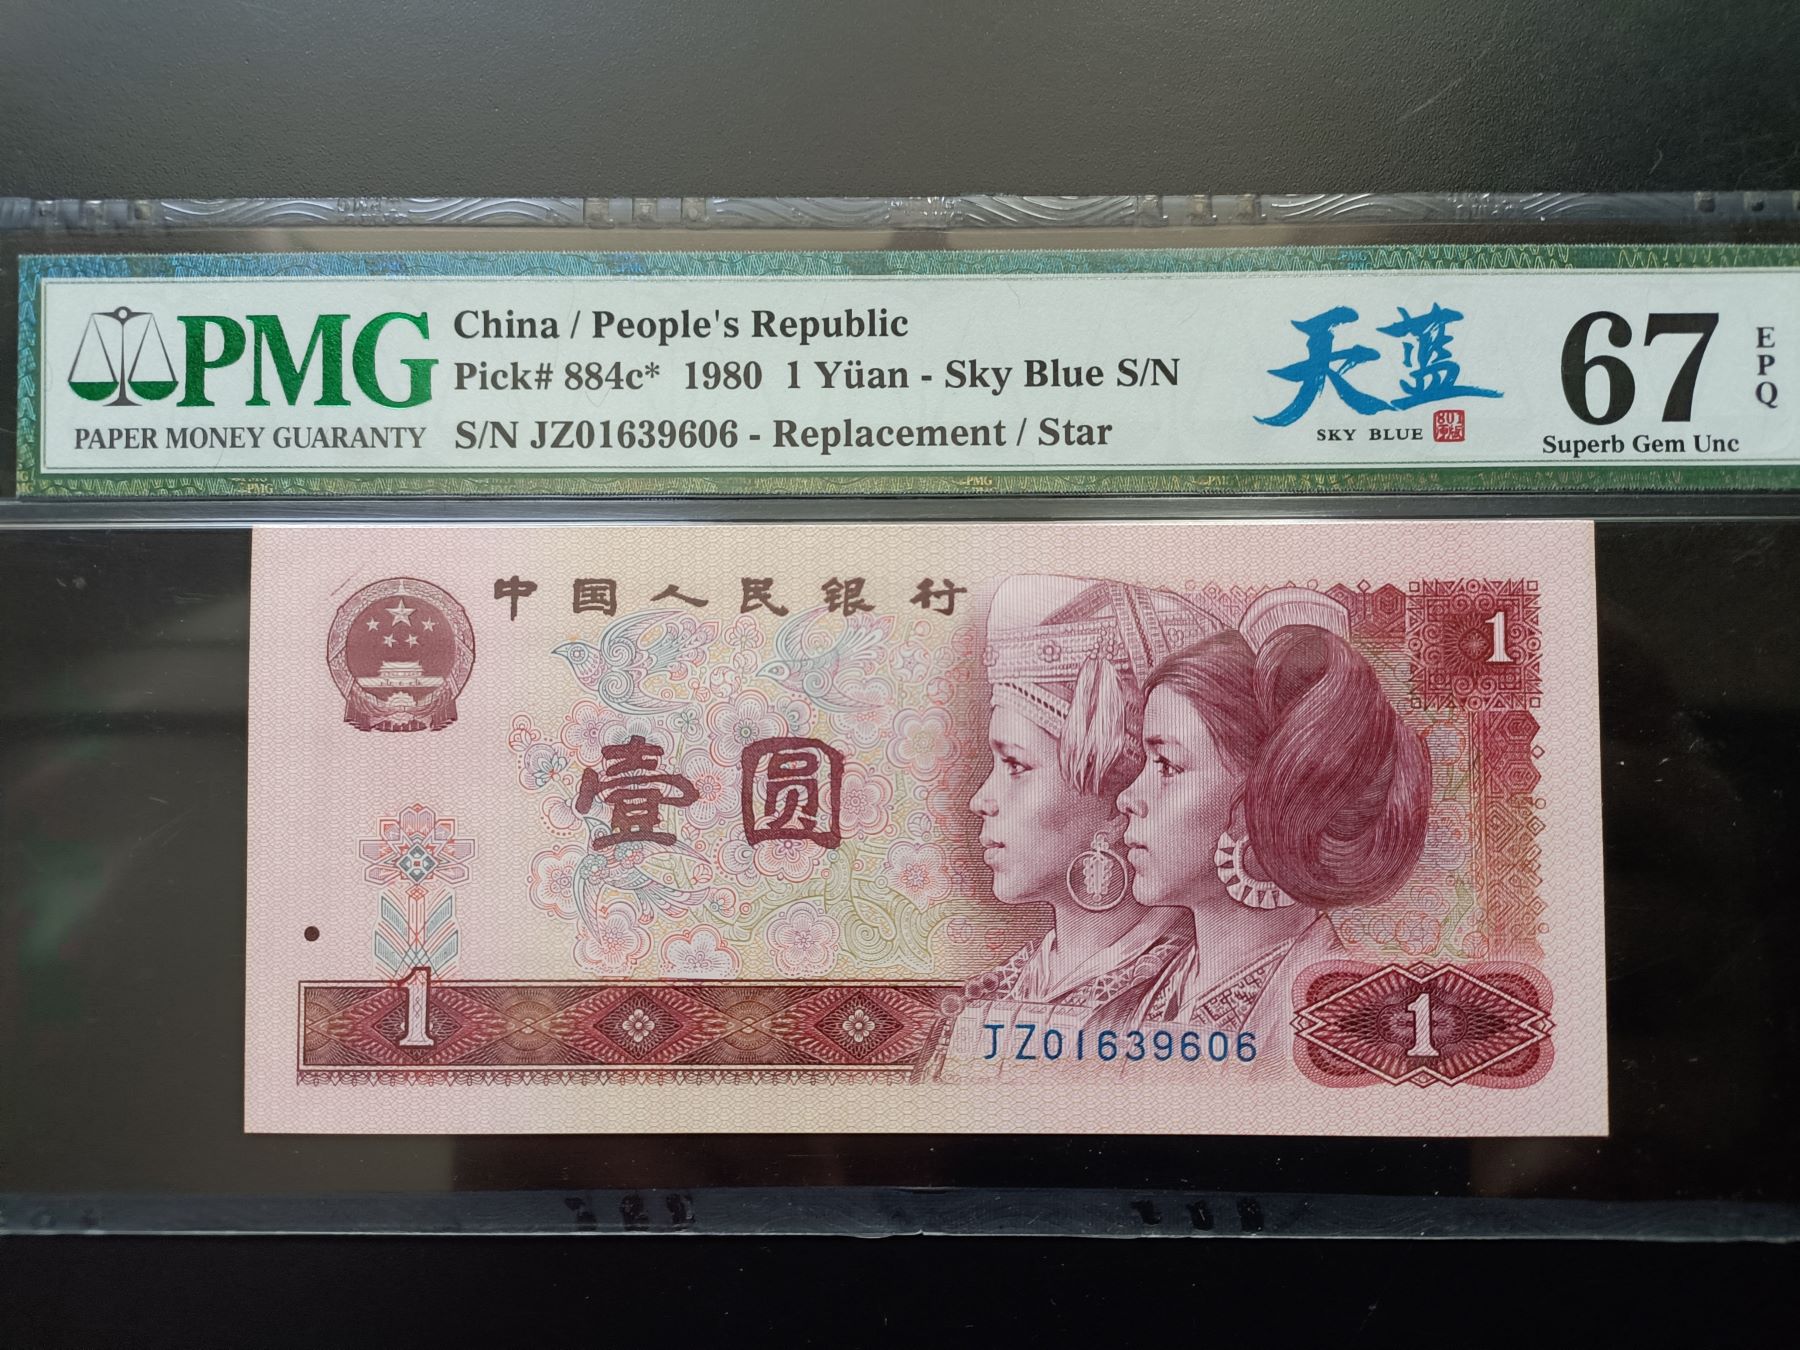 PMG
PAPER MONEY GUARANTY
China / People's Republic
Pick# 884c* 1980 1 Yüan - Sky Blue S/N
S/N JZ01639606 - Replacement / Star
天蓝
SKY BLUE
801
67
EPQ
Superb Gem Unc
中国人民银行
1
壹圆
1
JZ01639606
1